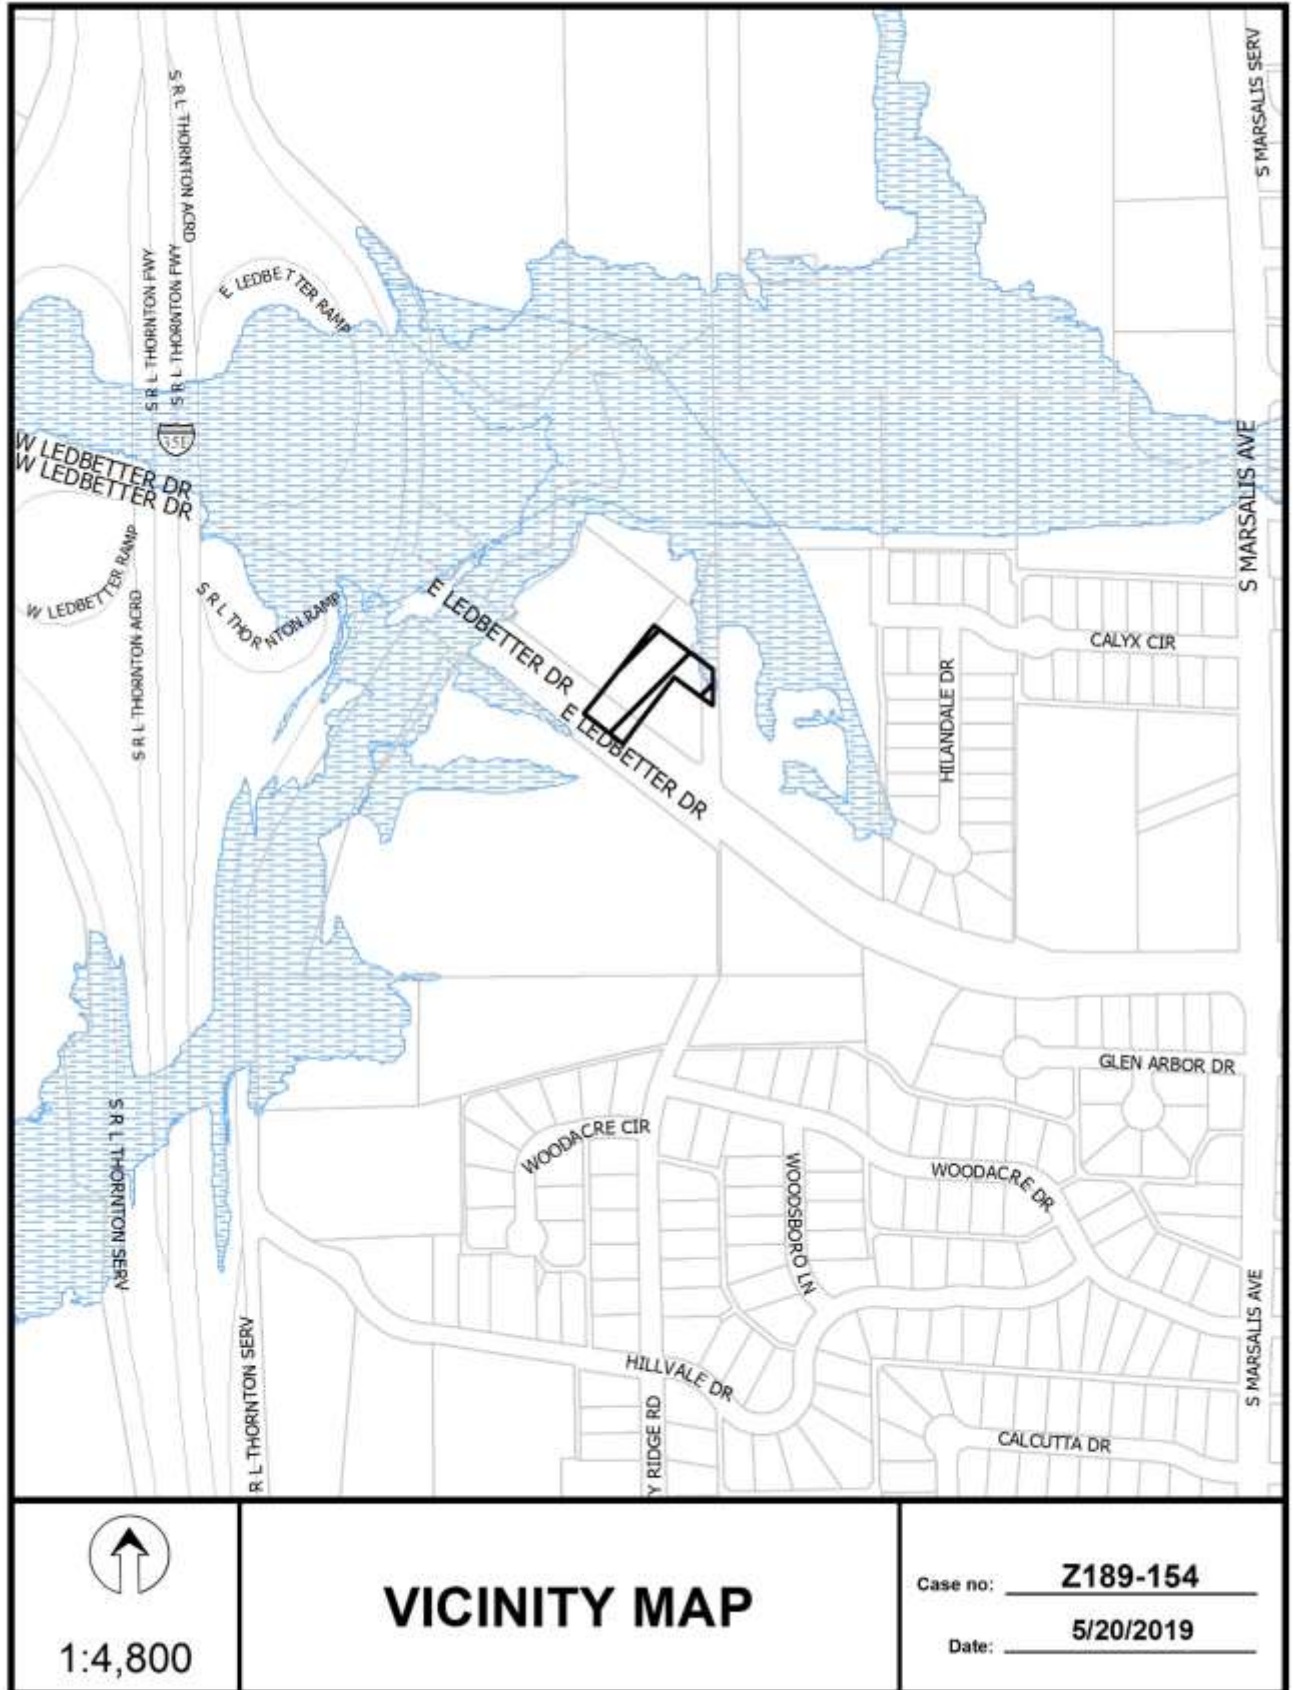 S MARSALIS SERV
S R L THORNTON ACRD
S R L THORNTON FWY
S R L THORNTON FWY
E LEDBETTER RAMP
35E
W LEDBETTER DR
W LEDBETTER DR
S MARSALIS AVE
W LEDBETTER RAMP
S R L THORNTON ACRD
S R L THORNTON RAMP
E LEDBETTER DR
E LEDBETTER DR
CALYX CIR
HILANDALE DR
GLEN ARBOR DR
S R L THORNTON SERV
WOODACRE CIR
WOODSBORO LN
WOODACRE DR
R L THORNTON SERV
HILLVALE DR
Y RIDGE RD
S MARSALIS AVE
CALCUTTA DR
1:4,800
VICINITY MAP
Case no: Z189-154
Date: 5/20/2019